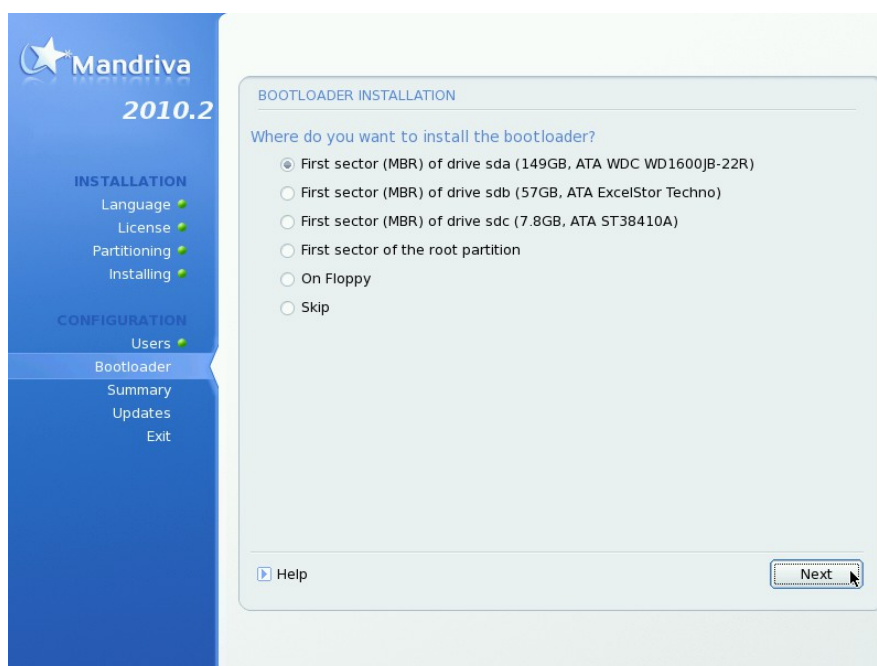 Mandriva
2010.2
INSTALLATION
Language
License
Partitioning
Installing
CONFIGURATION
Users
Bootloader
Summary
Updates
Exit
BOOTLOADER INSTALLATION
Where do you want to install the bootloader?
First sector (MBR) of drive sda (149GB, ATA WDC WD1600JB-22R)
First sector (MBR) of drive sdb (57GB, ATA ExcelStor Techno)
First sector (MBR) of drive sdc (7.8GB, ATA ST38410A)
First sector of the root partition
On Floppy
Skip
Help
Next